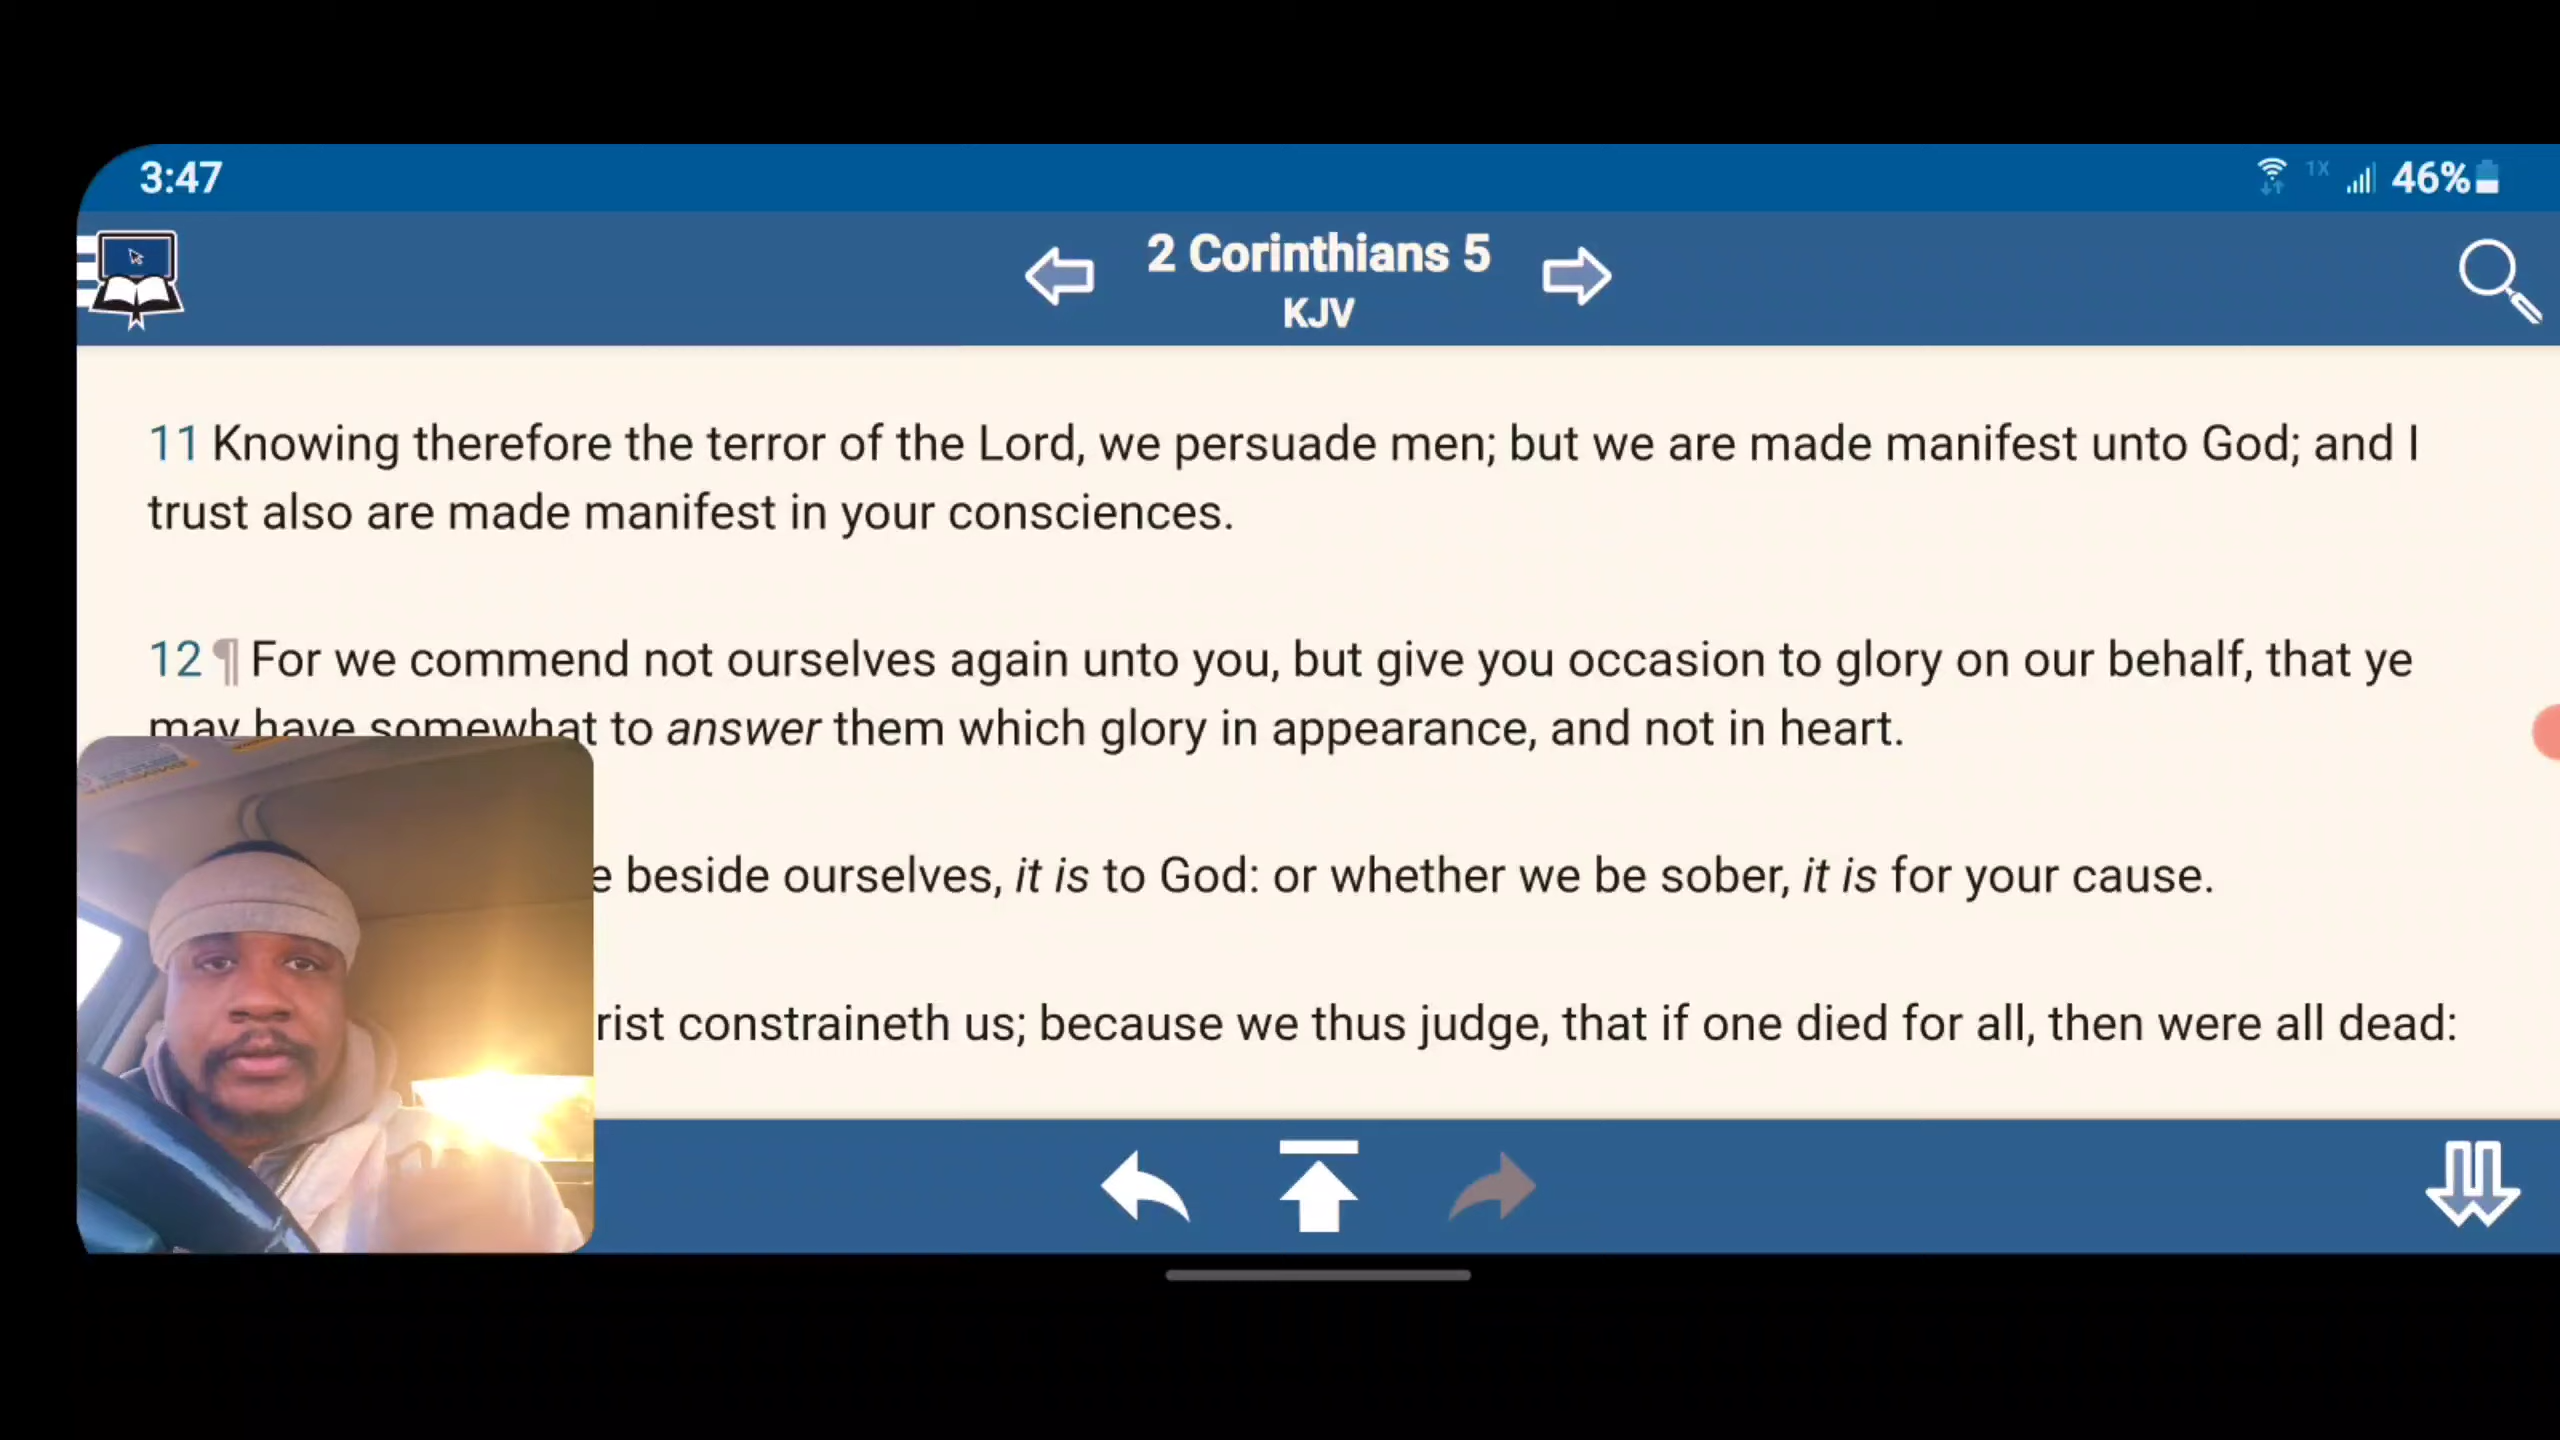 3:47
1X
46%
2 Corinthians 5
KJV
11 Knowing therefore the terror of the Lord, we persuade men; but we are made manifest unto God; and I
trust also are made manifest in your consciences.
12 ¶ For we commend not ourselves again unto you, but give you occasion to glory on our behalf, that ye
may have somewhat to answer them which glory in appearance, and not in heart.
e beside ourselves, it is to God: or whether we be sober, it is for your cause.
rist constraineth us; because we thus judge, that if one died for all, then were all dead: